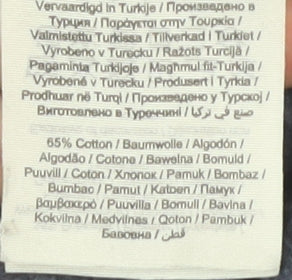 Vervaardigd in Turkije / Произведено в
Турция / Παράγεται στην Τουρκία /
Valmistettu Turkissa / Tillverkad i Turkiet /
Vyrobeno v Turecku / Ražots Turcijā /
Pagaminta Turkijoje / Magħmul fit-Turkija /
Vyrobené v Turecku / Produsert i Tyrkia /
Prodhuar në Turqi / Произведено у Турској /
Виготовлено в Туреччині / صنع في تركيا /
65% Cotton / Baumwolle / Algodón /
Algodão / Cotone / Bawełna / Bomuld /
Puuvill / Coton / Хлопок / Pamuk / Bombaz /
Bumbac / Pamut / Katoen / Памук /
βαμβακερό / Puuvilla / Bomull / Bavlna /
Kokvilna / Medvilnės / Qoton / Pambuk /
Бавовна / قطن /